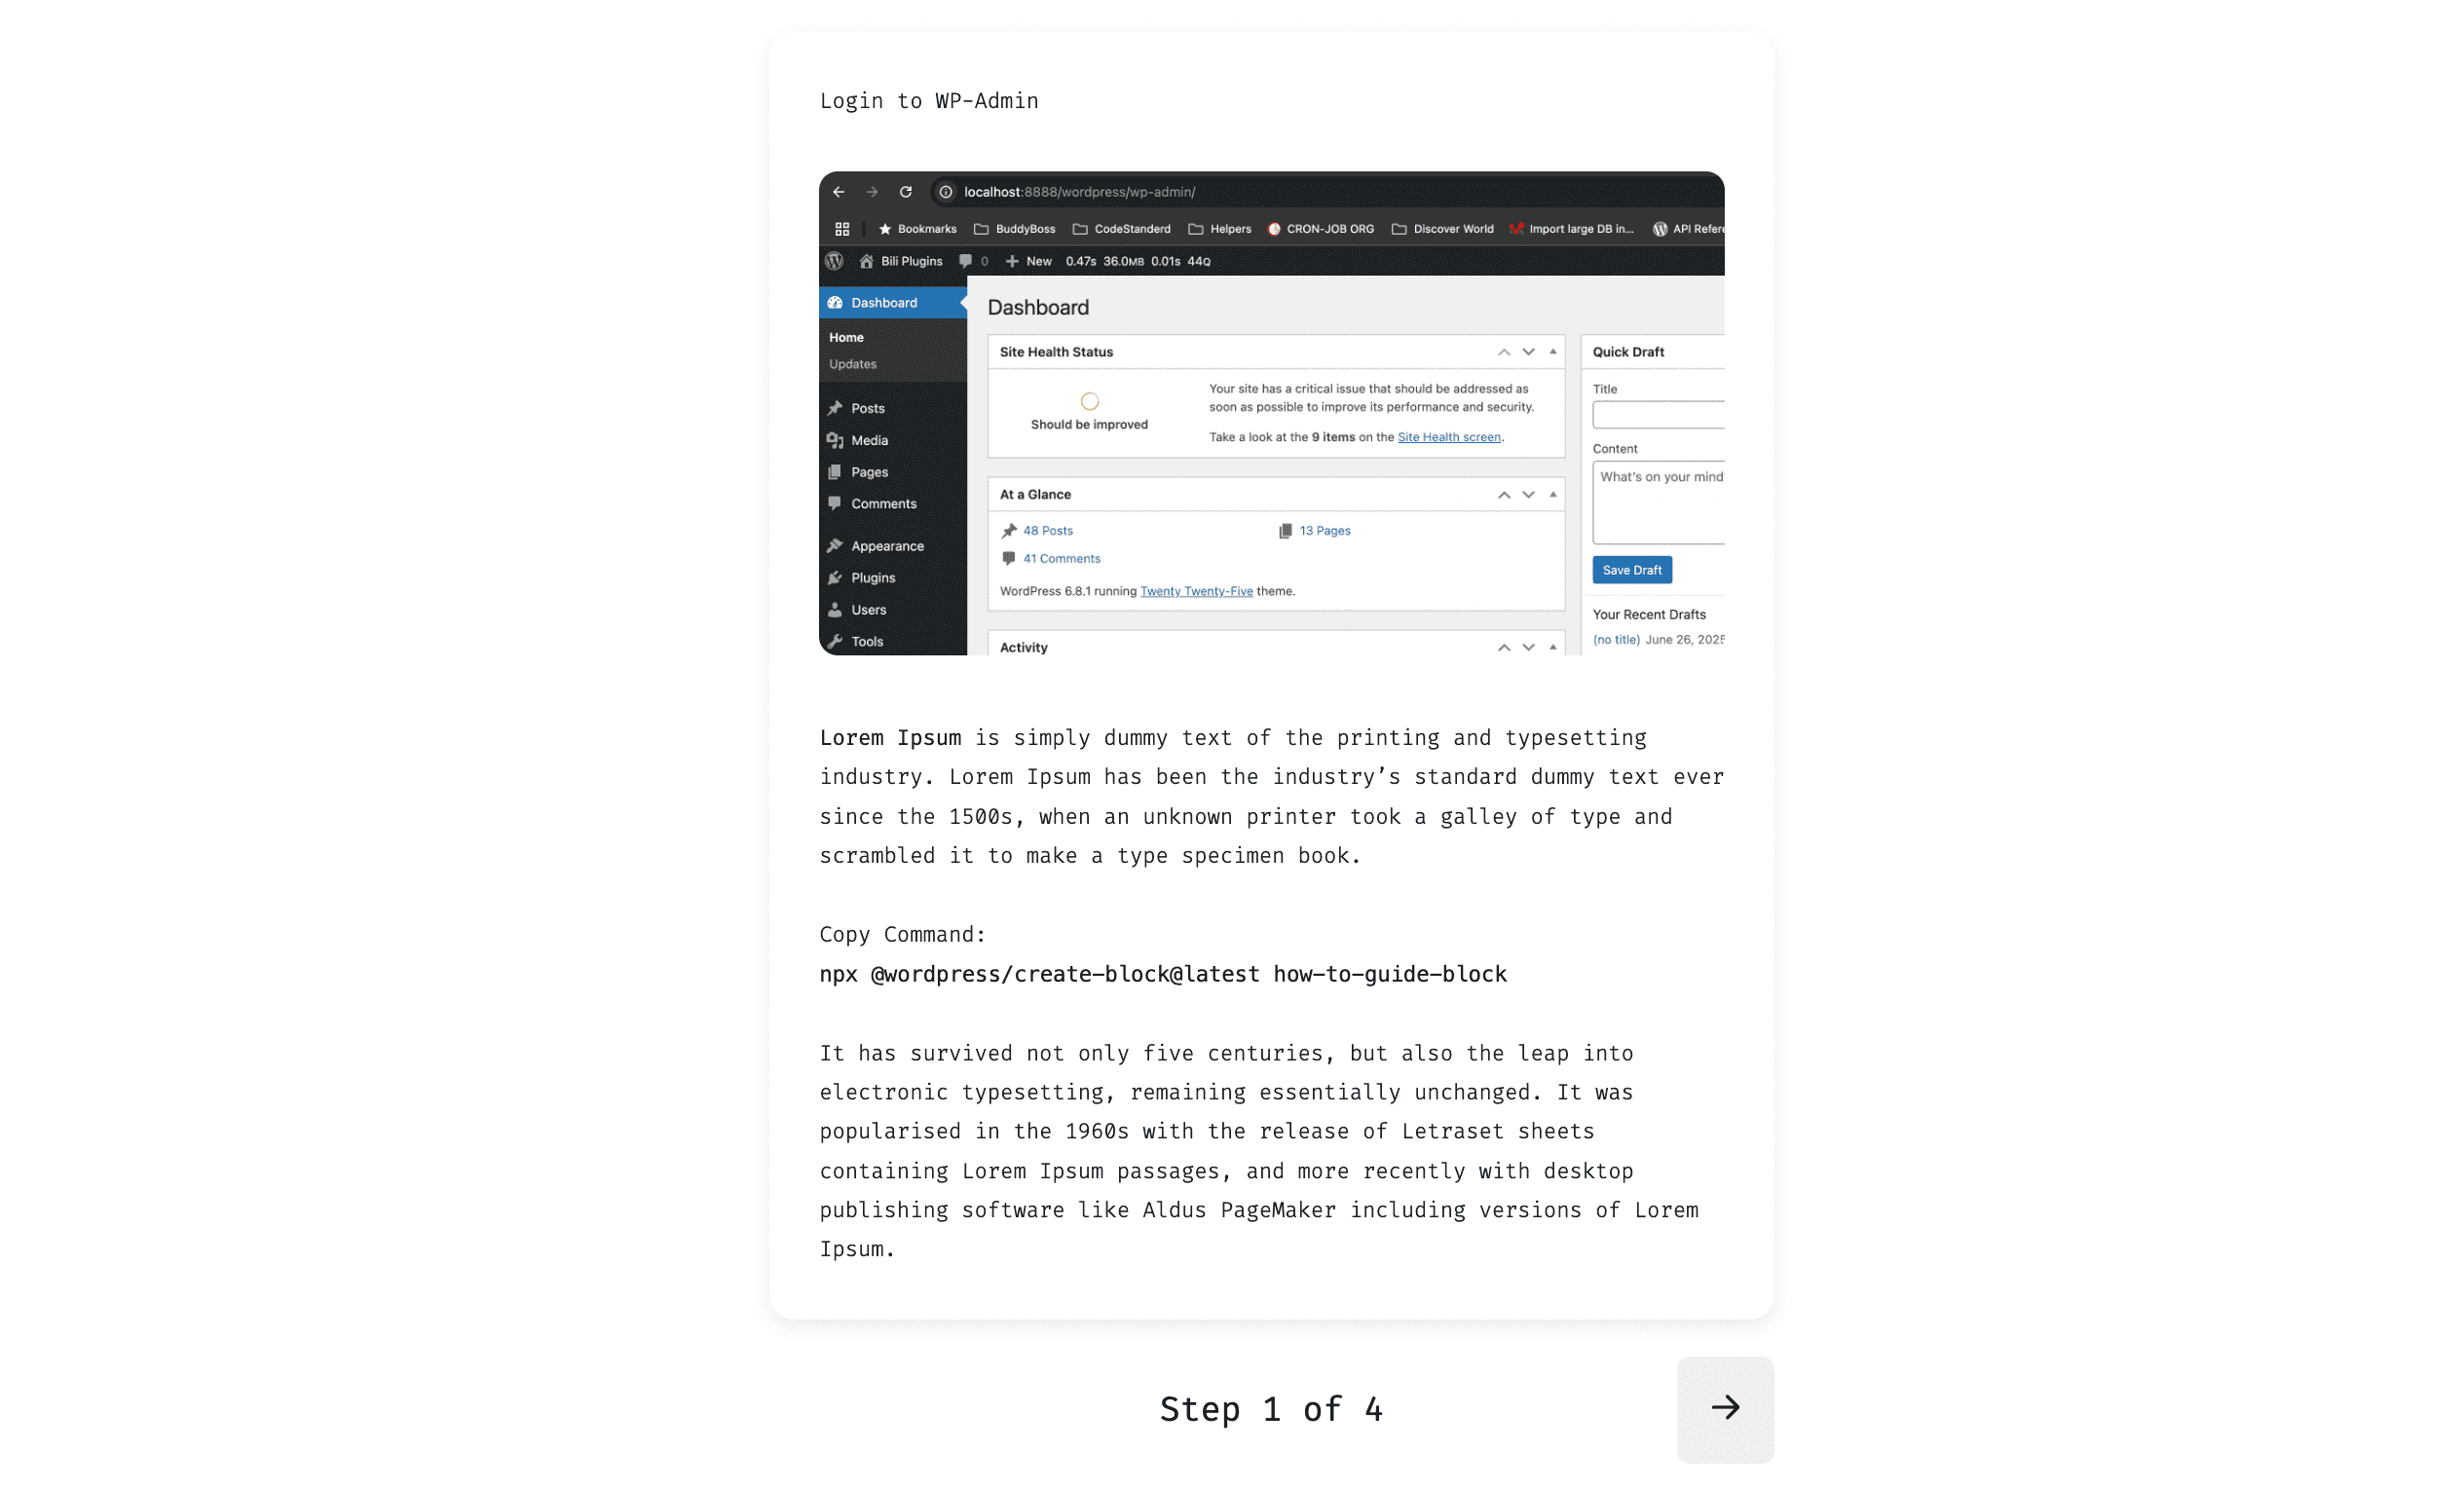 Login to WP-Admin
localhost:8888/wordpress/wp-admin/
Bookmarks BuddyBoss CodeStanderd Helpers CRON-JOB ORG Discover World Import large DB in... API Refere
Bili Plugins 0 New 0.47s 36.0MB 0.01s 44Q
Dashboard
Home
Updates
Posts
Media
Pages
Comments
Appearance
Plugins
Users
Tools
Dashboard
Site Health Status
Should be improved
Your site has a critical issue that should be addressed as
soon as possible to improve its performance and security.
Take a look at the 9 items on the Site Health screen.
At a Glance
48 Posts 13 Pages
41 Comments
WordPress 6.8.1 running Twenty Twenty-Five theme.
Activity
Quick Draft
Title
Content
What's on your mind
Save Draft
Your Recent Drafts
(no title) June 26, 2025
Lorem Ipsum is simply dummy text of the printing and typesetting
industry. Lorem Ipsum has been the industry’s standard dummy text ever
since the 1500s, when an unknown printer took a galley of type and
scrambled it to make a type specimen book.
Copy Command:
npx @wordpress/create-block@latest how-to-guide-block
It has survived not only five centuries, but also the leap into
electronic typesetting, remaining essentially unchanged. It was
popularised in the 1960s with the release of Letraset sheets
containing Lorem Ipsum passages, and more recently with desktop
publishing software like Aldus PageMaker including versions of Lorem
Ipsum.
Step 1 of 4